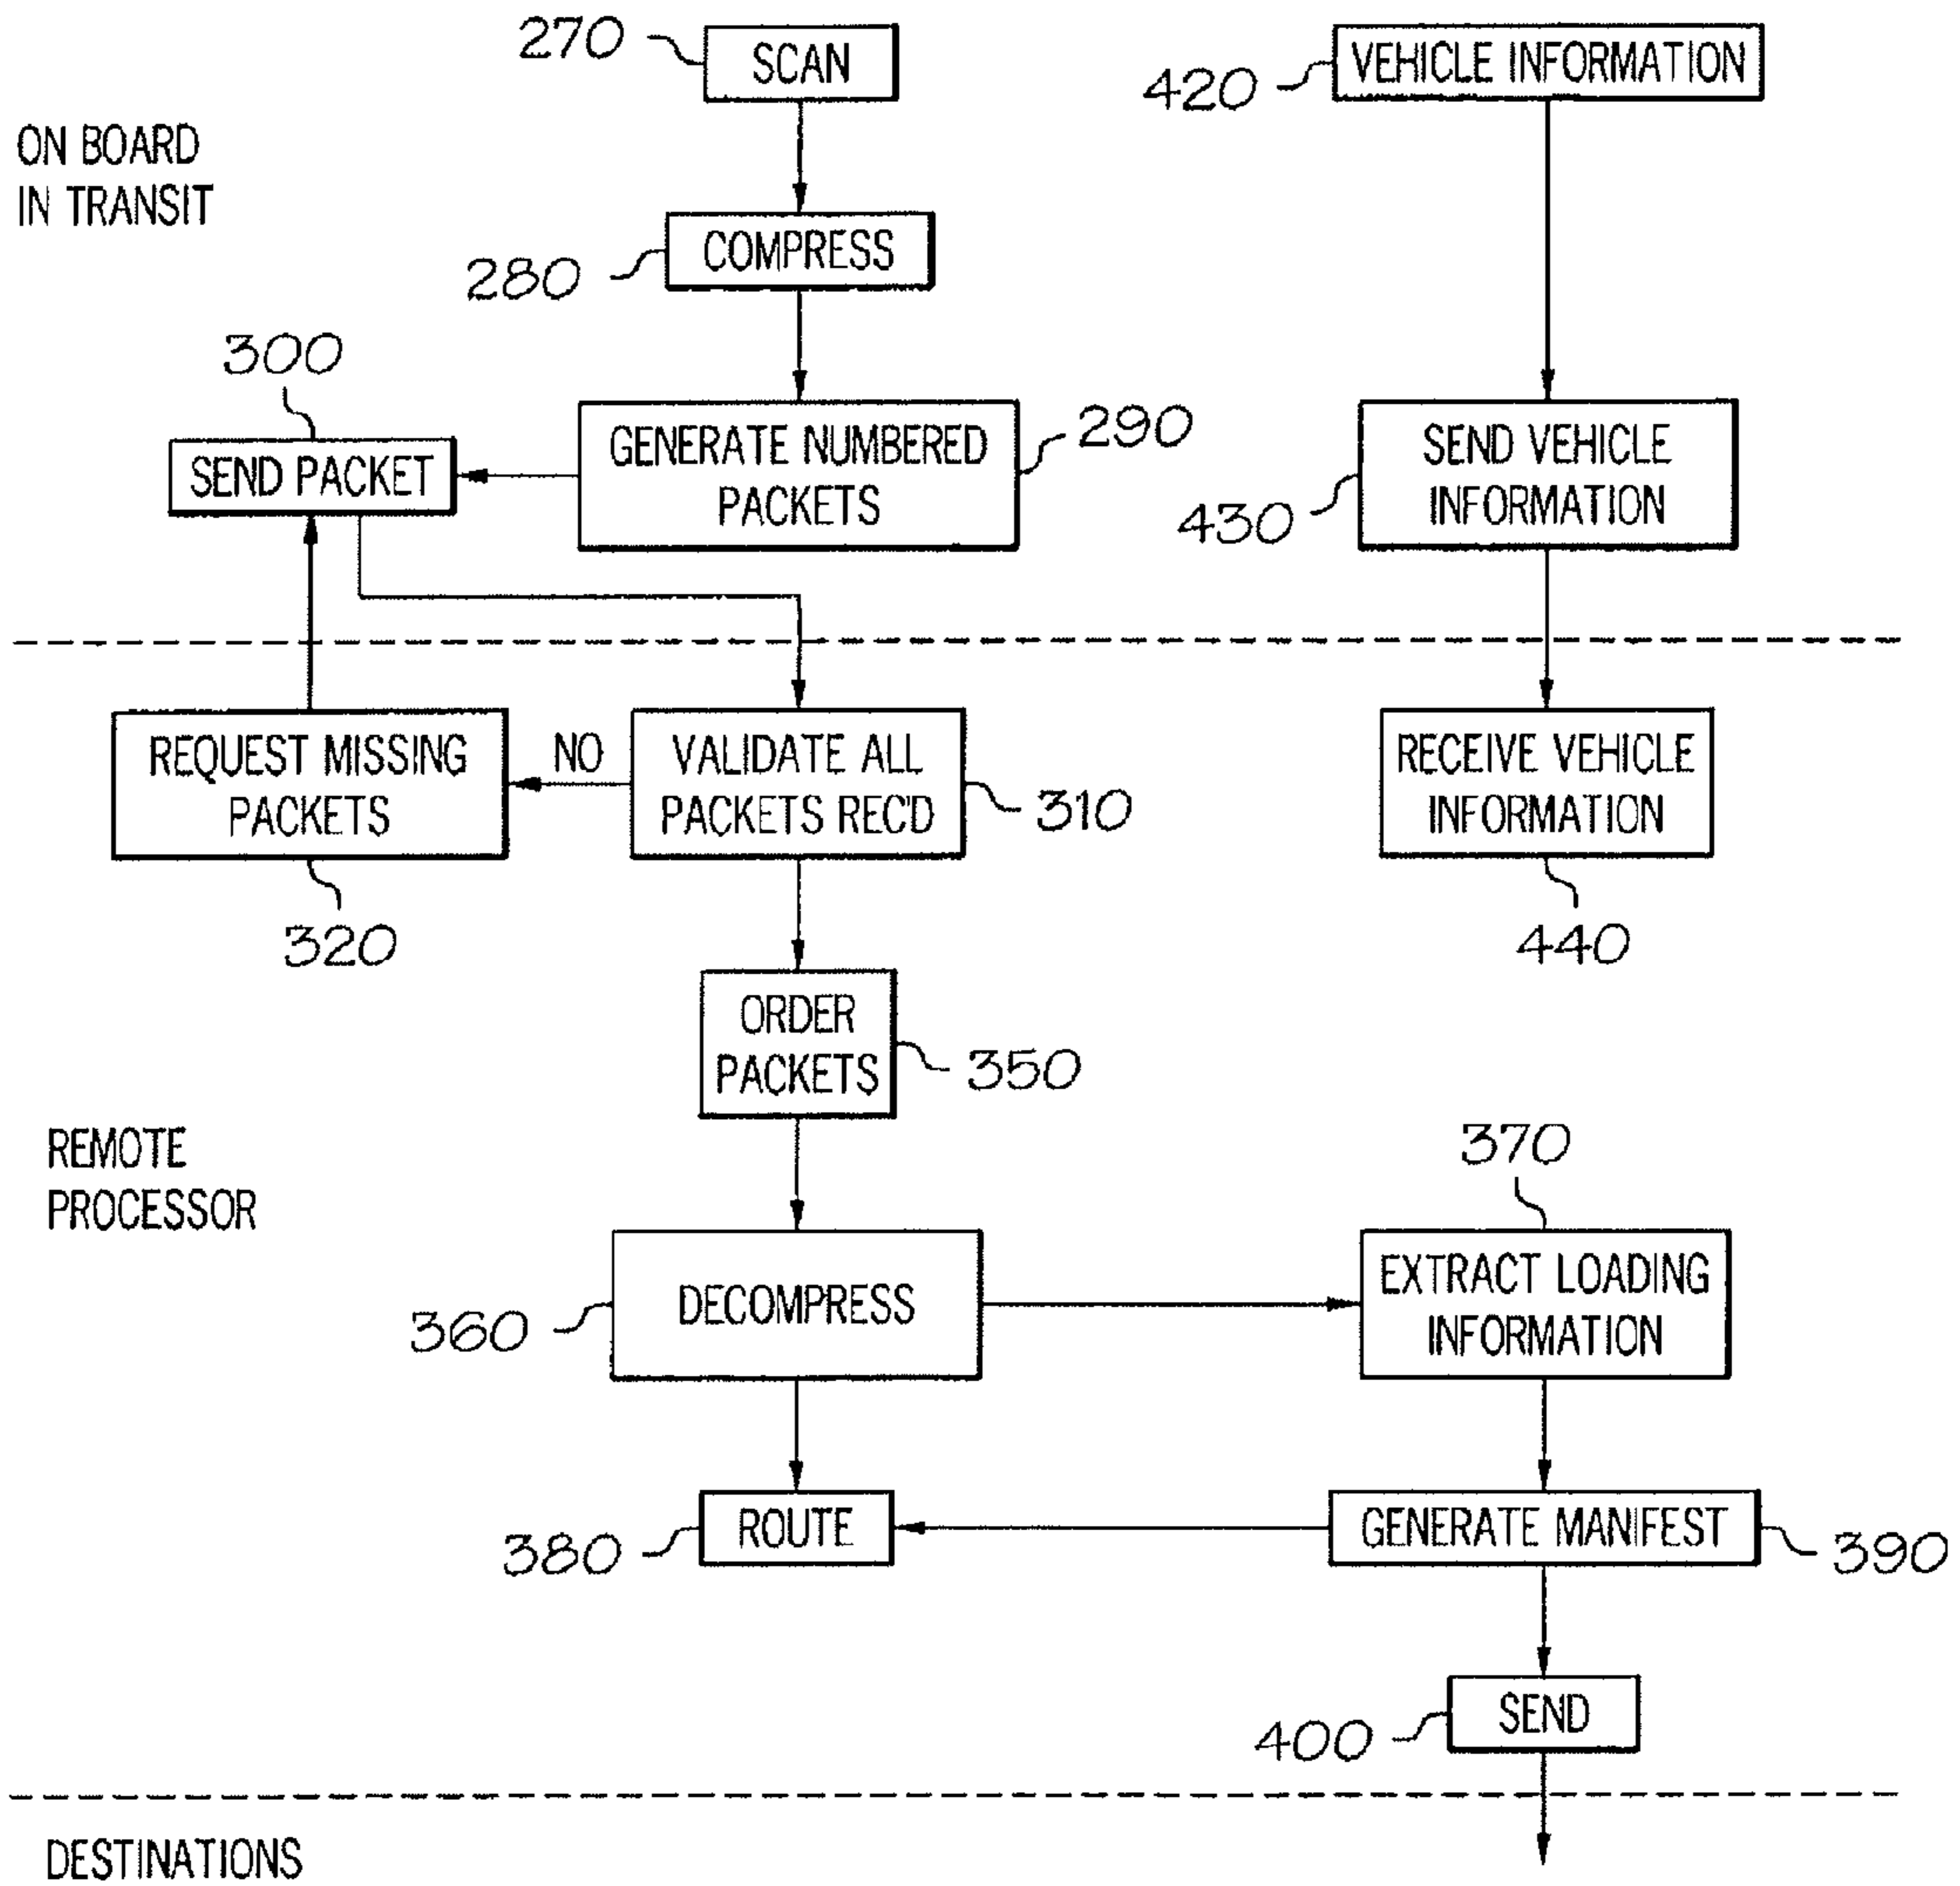 270
SCAN
420
VEHICLE INFORMATION
ON BOARD
IN TRANSIT
280
COMPRESS
300
SEND PACKET
GENERATE NUMBERED
PACKETS
290
430
SEND VEHICLE
INFORMATION
REQUEST MISSING
PACKETS
320
NO
VALIDATE ALL
PACKETS REC'D
310
RECEIVE VEHICLE
INFORMATION
440
ORDER
PACKETS
350
REMOTE
PROCESSOR
360
DECOMPRESS
370
EXTRACT LOADING
INFORMATION
380
ROUTE
GENERATE MANIFEST
390
400
SEND
DESTINATIONS